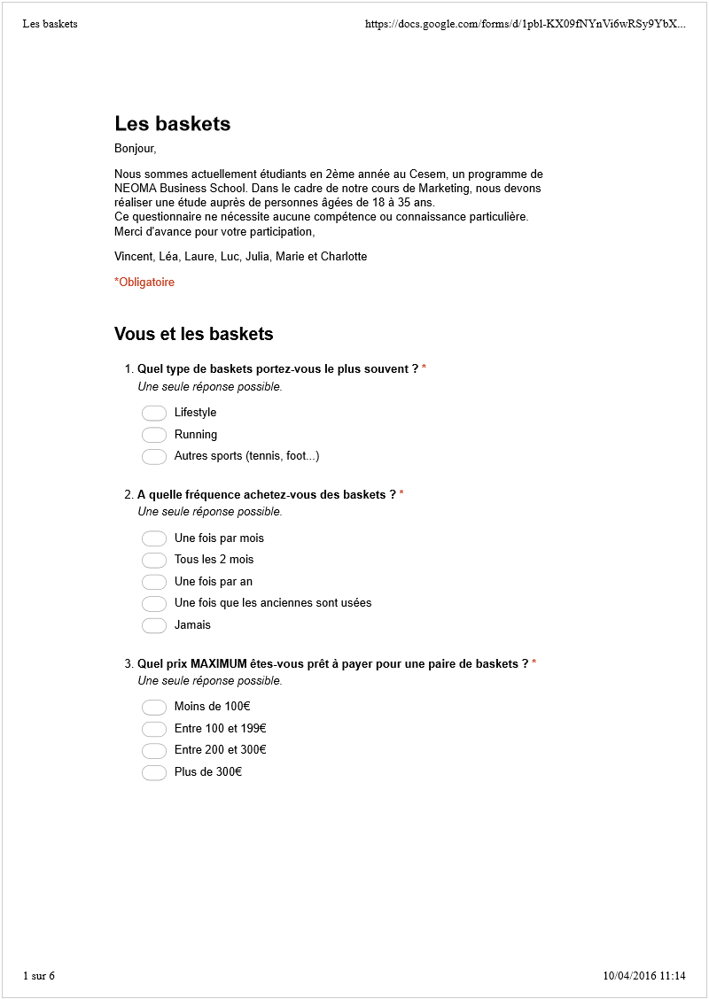 Les baskets
https://docs.google.com/forms/d/1pbl-KX09fNYnVi6wRSy9YbX...
Les baskets
Bonjour,
Nous sommes actuellement étudiants en 2ème année au Cesem, un programme de
NEOMA Business School. Dans le cadre de notre cours de Marketing, nous devons
réaliser une étude auprès de personnes âgées de 18 à 35 ans.
Ce questionnaire ne nécessite aucune compétence ou connaissance particulière.
Merci d'avance pour votre participation,
Vincent, Léa, Laure, Luc, Julia, Marie et Charlotte
*Obligatoire
Vous et les baskets
1. Quel type de baskets portez-vous le plus souvent ? *
Une seule réponse possible.
Lifestyle
Running
Autres sports (tennis, foot...)
2. A quelle fréquence achetez-vous des baskets ? *
Une seule réponse possible.
Une fois par mois
Tous les 2 mois
Une fois par an
Une fois que les anciennes sont usées
Jamais
3. Quel prix MAXIMUM êtes-vous prêt à payer pour une paire de baskets ? *
Une seule réponse possible.
Moins de 100€
Entre 100 et 199€
Entre 200 et 300€
Plus de 300€
1 sur 6
10/04/2016 11:14